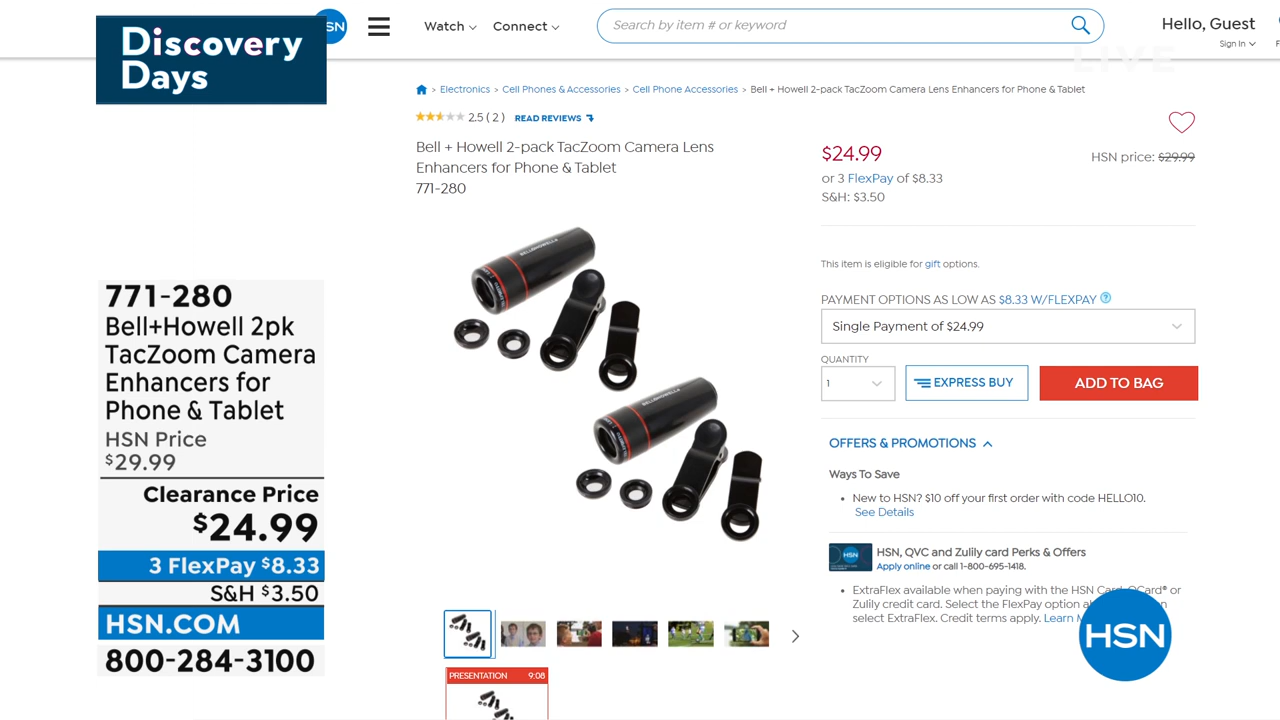 Discovery
Days
SN
Watch
Connect
Search by item # or keyword
Hello, Guest
Sign In
LIVE
Electronics > Cell Phones & Accessories > Cell Phone Accessories > Bell + Howell 2-pack TacZoom Camera Lens Enhancers for Phone & Tablet
2.5 ( 2 ) READ REVIEWS
Bell + Howell 2-pack TacZoom Camera Lens
Enhancers for Phone & Tablet
771-280
$24.99
HSN price: $29.99
or 3 FlexPay of $8.33
S&H: $3.50
This item is eligible for gift options.
PAYMENT OPTIONS AS LOW AS $8.33 W/FLEXPAY ?
Single Payment of $24.99
QUANTITY
1
EXPRESS BUY
ADD TO BAG
OFFERS & PROMOTIONS
Ways To Save
• New to HSN? $10 off your first order with code HELLO10.
See Details
HSN
HSN, QVC and Zulily card Perks & Offers
Apply online or call 1-800-695-1418.
• ExtraFlex available when paying with the HSN Card, QCard® or
Zulily credit card. Select the FlexPay option
select ExtraFlex. Credit terms apply. Learn
HSN
BELL+HOWELL
BELL+HOWELL
771-280
Bell+Howell 2pk
TacZoom Camera
Enhancers for
Phone & Tablet
HSN Price
$29.99
Clearance Price
$24.99
3 FlexPay $8.33
S&H $3.50
HSN.COM
800-284-3100
PRESENTATION 9:08